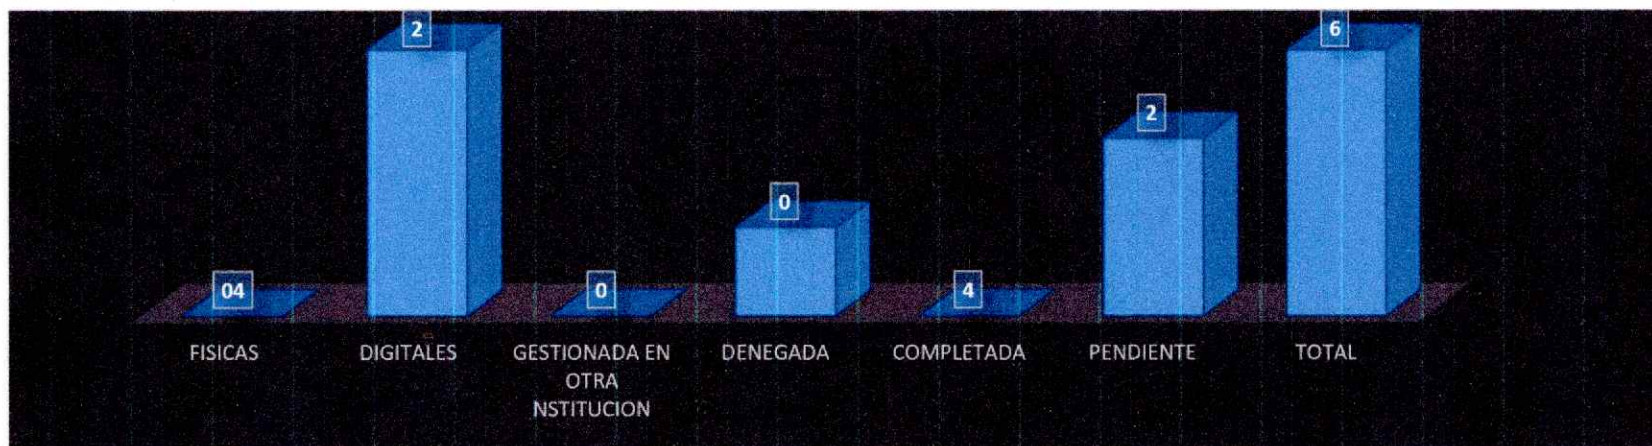 2
6
2
0
04
0
4
FISICAS DIGITALES GESTIONADA EN DENEGADA COMPLETADA PENDIENTE TOTAL
OTRA
NSTITUCION